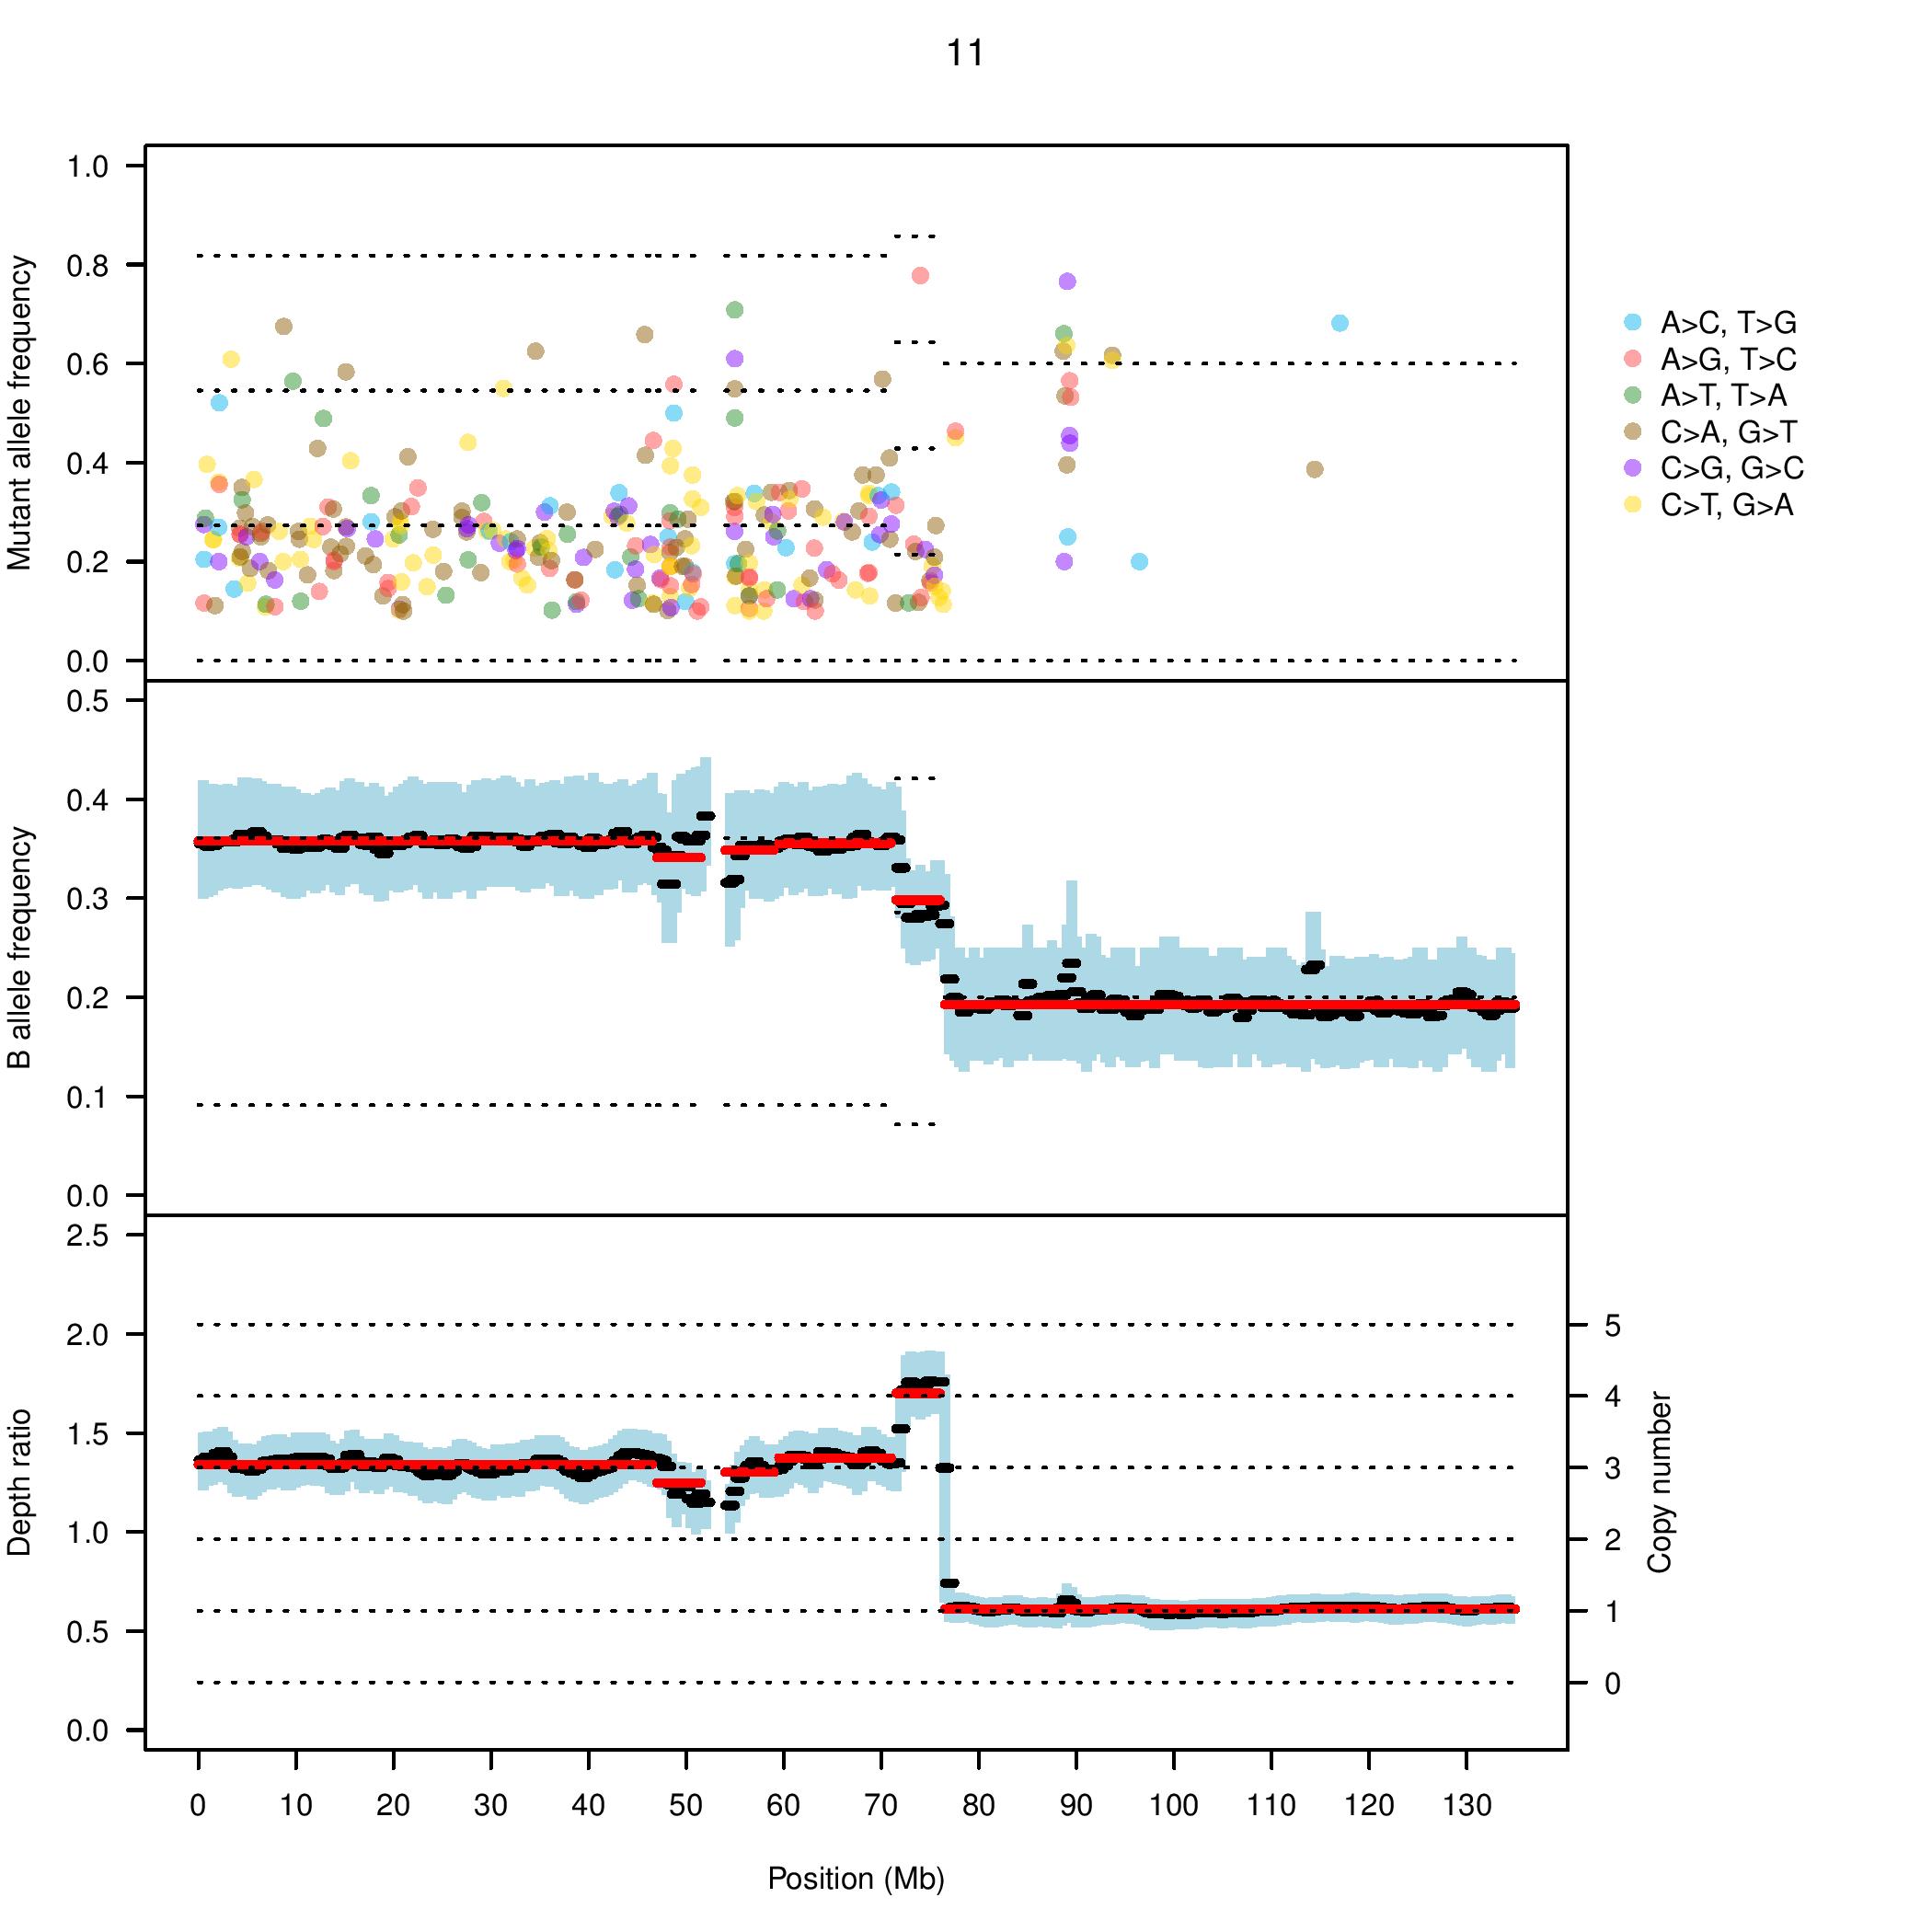 11
Mutant allele frequency
1.0
0.8
0.6
0.4
0.2
0.0
A>C, T>G
A>G, T>C
A>T, T>A
C>A, G>T
C>G, G>C
C>T, G>A
B allele frequency
0.5
0.4
0.3
0.2
0.1
0.0
Depth ratio
2.5
2.0
1.5
1.0
0.5
0.0
5
4
3
2
1
0
Copy number
0 10 20 30 40 50 60 70 80 90 100 110 120 130
Position (Mb)